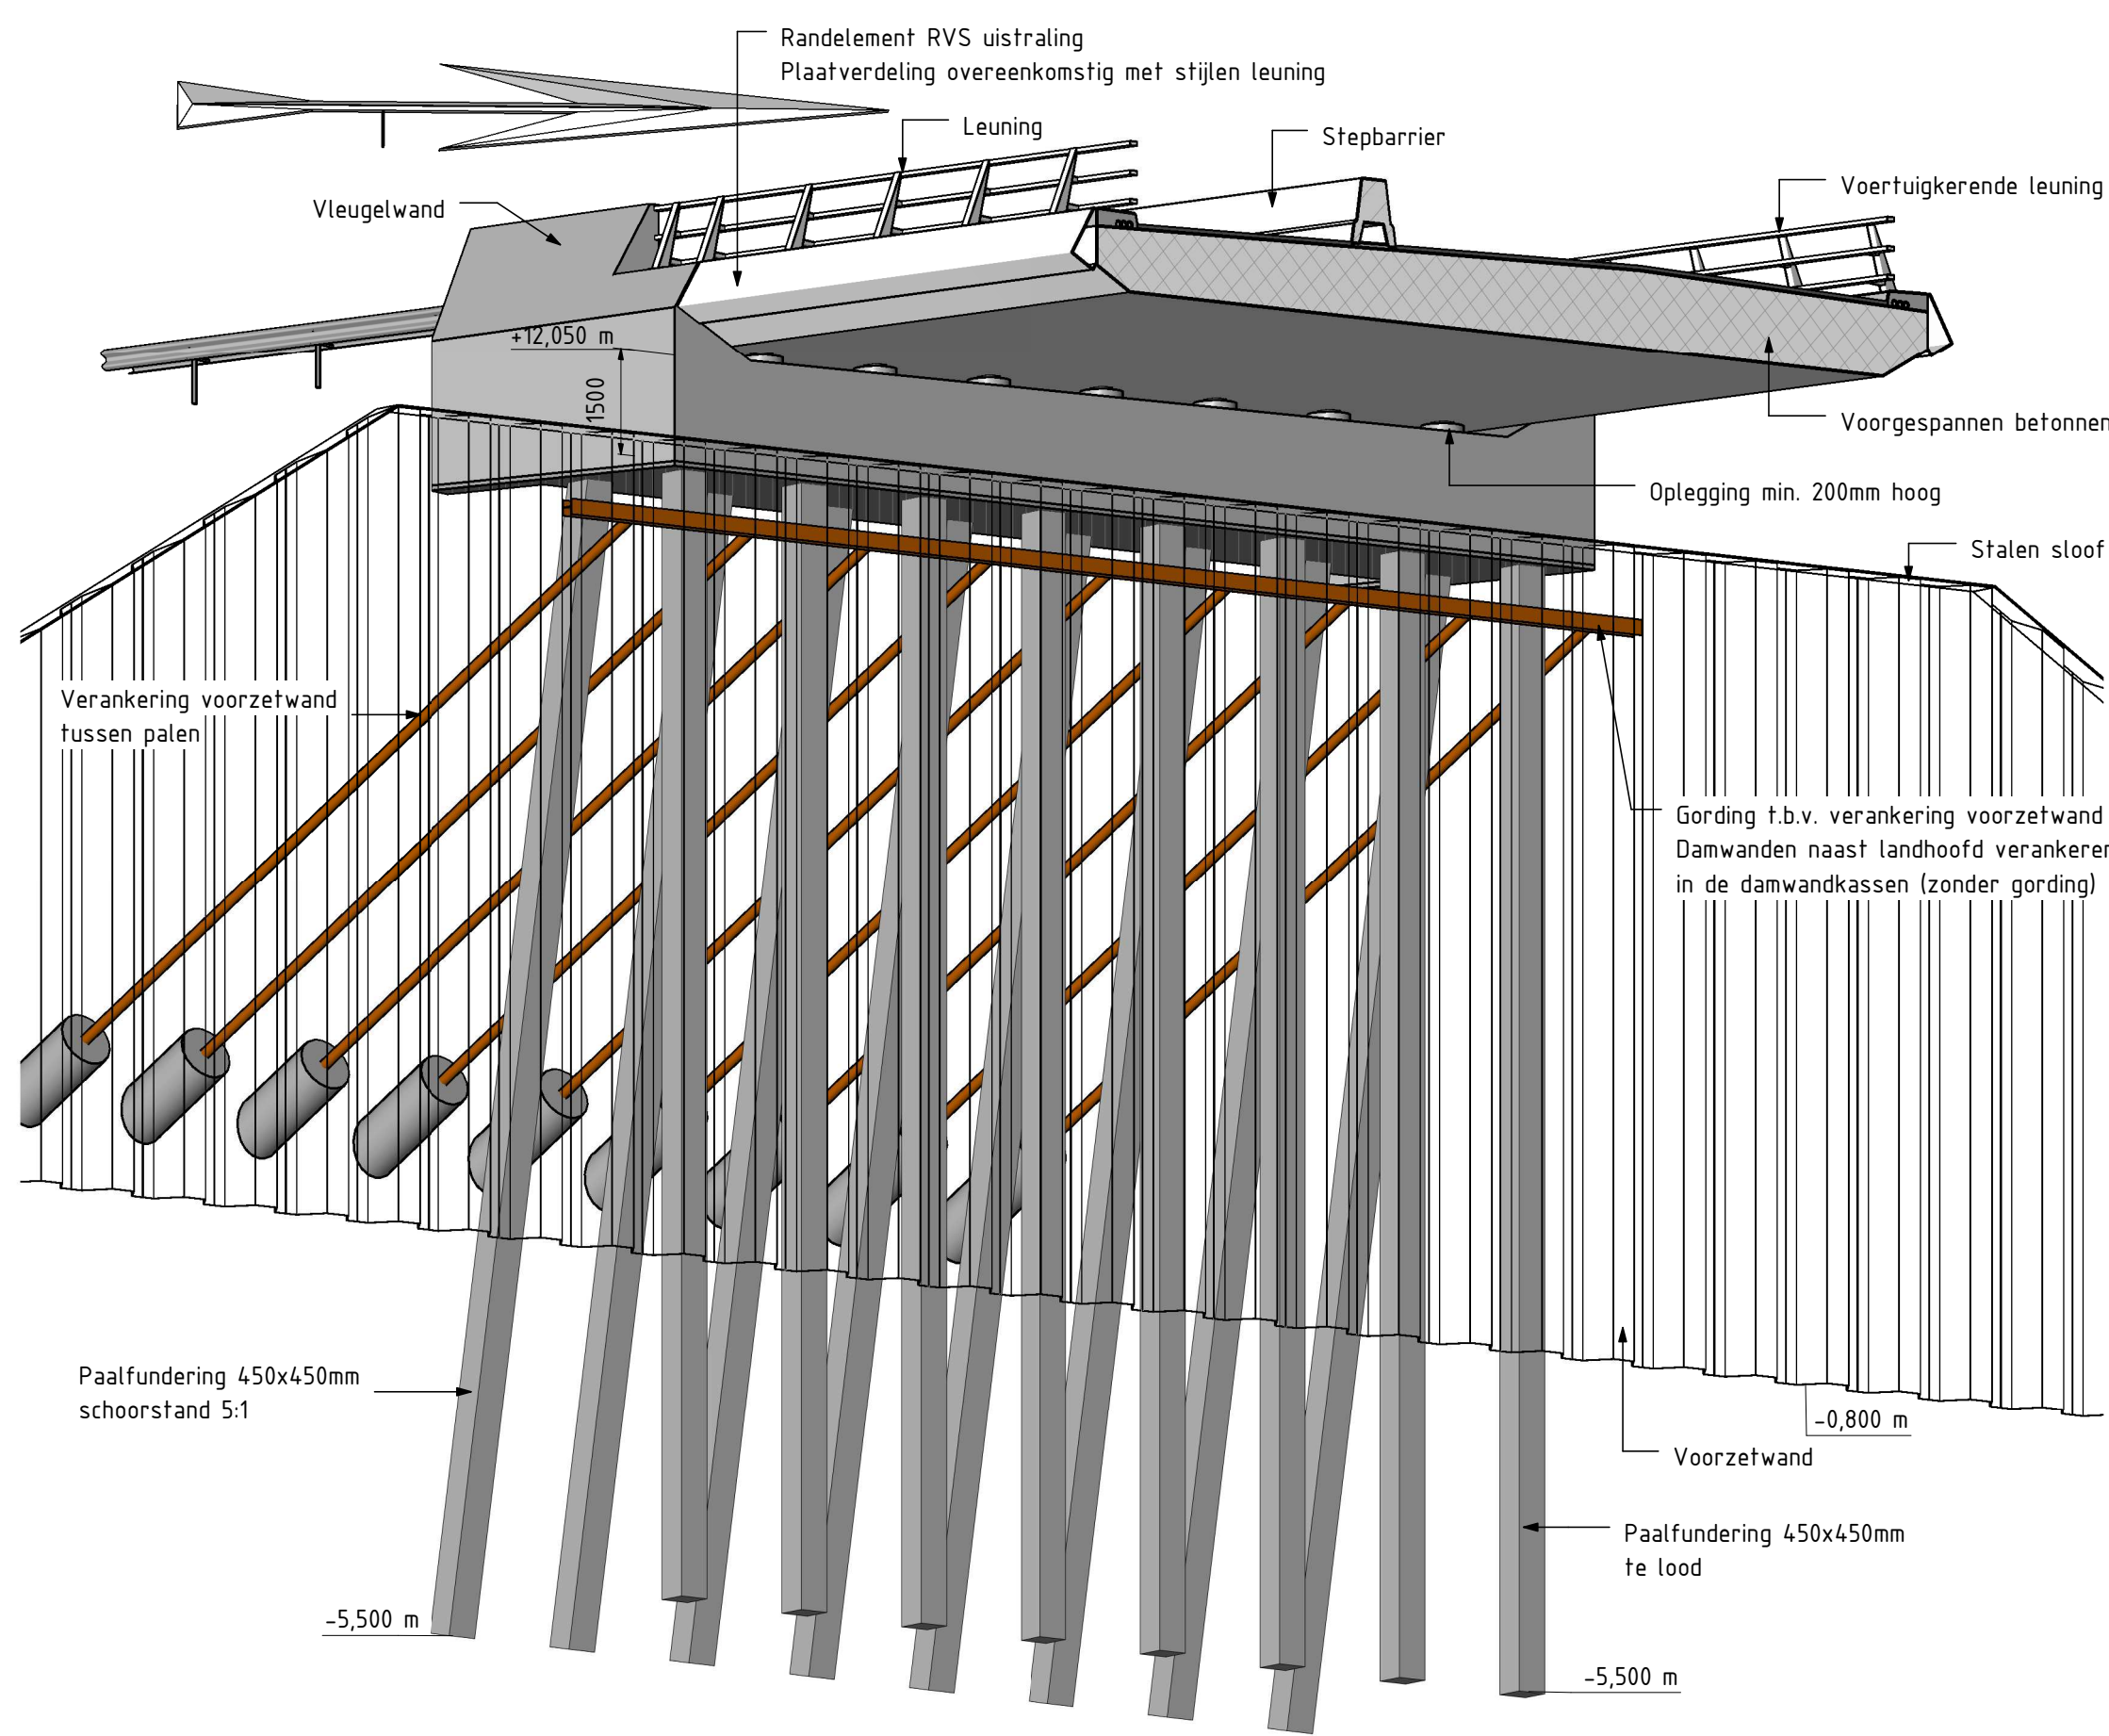 Randelement RVS uistraling
Plaatverdeling overeenkomstig met stijlen leuning
Leuning
Stepbarrier
Voertuigkerende leuning
Vleugelwand
+12,050 m
1500
Voorgespannen betonnen
Oplegging min. 200mm hoog
Stalen sloof
Verankering voorzetwand
tussen palen
Gording t.b.v. verankering voorzetwand
Damwanden naast landhoofd verankeren
in de damwandkassen (zonder gording)
Paalfundering 450x450mm
schoorstand 5:1
-0,800 m
Voorzetwand
Paalfundering 450x450mm
te lood
-5,500 m
-5,500 m